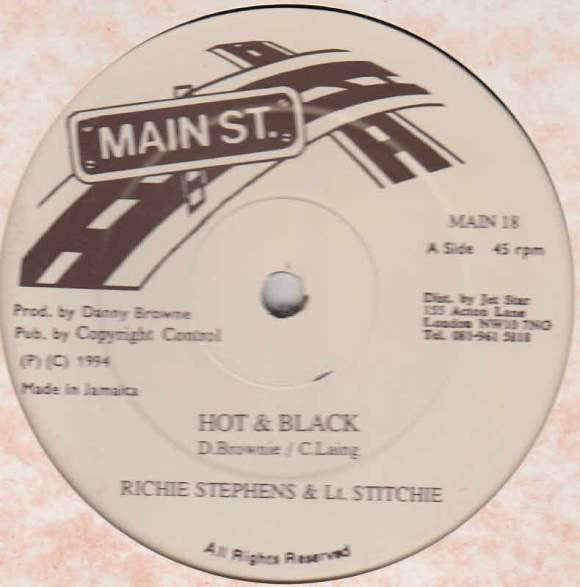 MAIN ST.
MAIN 18
A Side 45 rpm
Prod. by Danny Browne
Pub. by Copyright Control
(P) (C) 1994
Made in Jamaica
Dist. by Jet Star
155 Acton Lane
London NW10 7NG
Tel. 081-961 5818
HOT & BLACK
D.Brownie / C.Laing
RICHIE STEPHENS & Lt. STITCHIE
All Rights Reserved